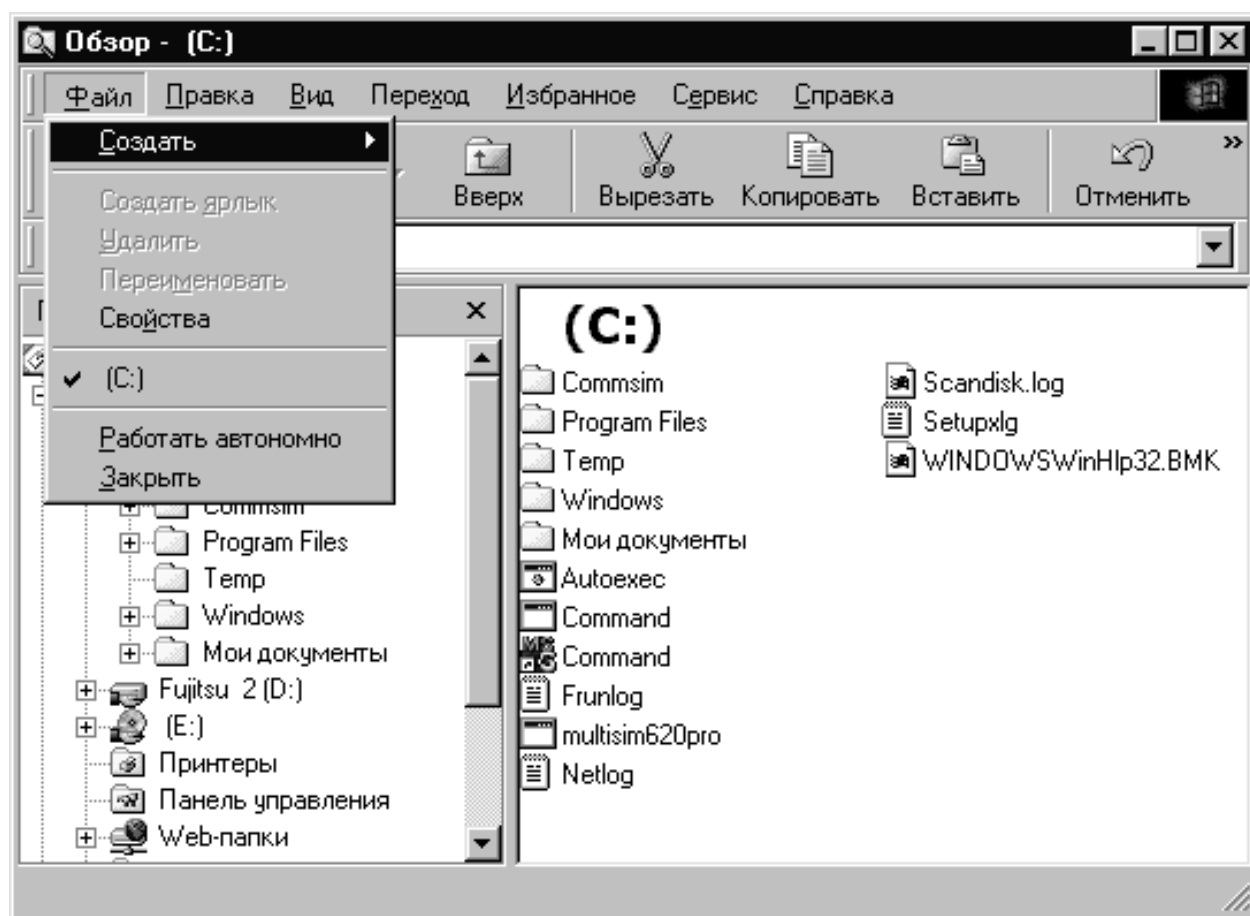 Обзор - (C:)
Файл Правка Вид Переход Избранное Сервис Справка
Создать
Вверх Вырезать Копировать Вставить Отменить »
Создать ярлык
Удалить
Переименовать
Свойства
(C:)
Работать автономно
Закрыть
Commsim
Program Files
Temp
Windows
Мои документы
Fujitsu 2 (D:)
(E:)
Принтеры
Панель управления
Web-папки
(C:)
Commsim
Program Files
Temp
Windows
Мои документы
Autoexec
Command
Command
Frunlog
multisim620pro
Netlog
Scandisk.log
Setupxlg
WINDOWSWinHlp32.BMK